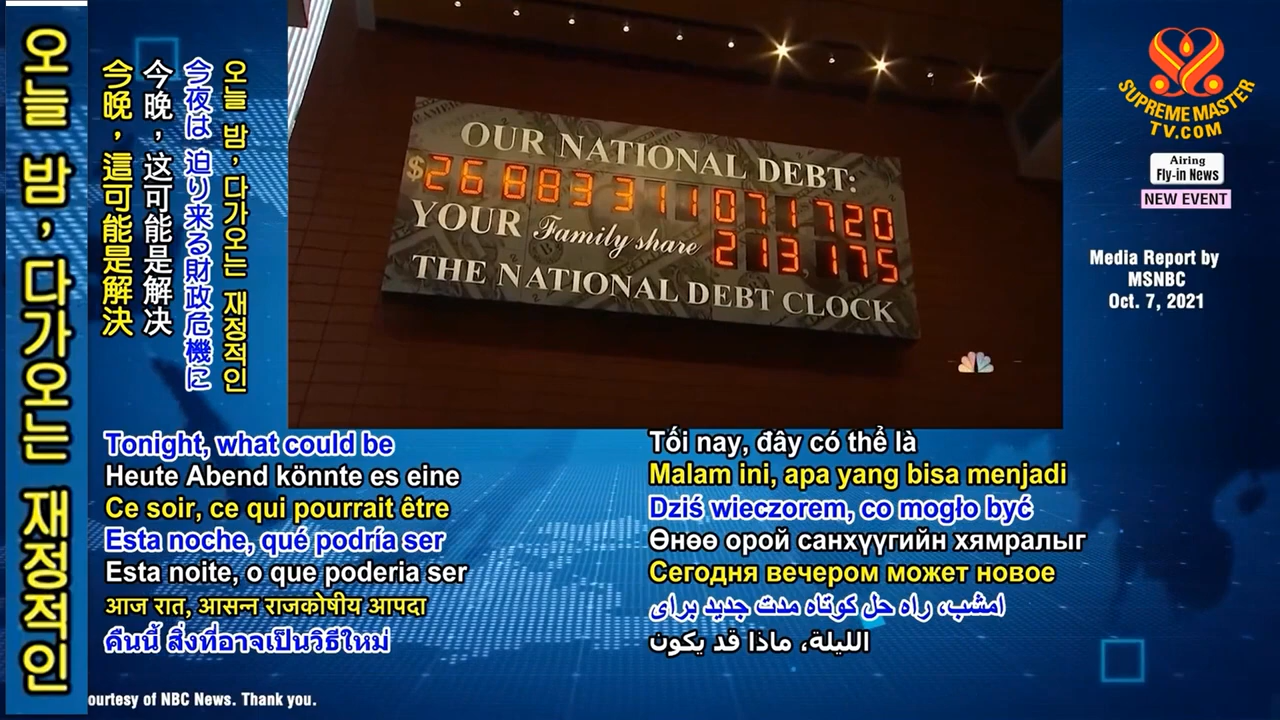 오늘 밤, 다가오는 재정적인
今晚，這可能是解決
今晚，这可能是解决
今夜は 迫り来る財政危機に
오늘 밤, 다가오는 재정적인
OUR NATIONAL DEBT:
$26 883 311 071 720
YOUR Family share 213,175
THE NATIONAL DEBT CLOCK
SUPREME MASTER
TV.COM
Airing
Fly-in News
NEW EVENT
Media Report by
MSNBC
Oct. 7, 2021
Tonight, what could be
Heute Abend könnte es eine
Ce soir, ce qui pourrait être
Esta noche, qué podría ser
Esta noite, o que poderia ser
आज रात, आसन्न राजकोषीय आपदा
คืนนี้ สิ่งที่อาจเป็นวิธีใหม่
Tối nay, đây có thể là
Malam ini, apa yang bisa menjadi
Dziś wieczorem, co mogło być
Өнөө орой санхүүгийн хямралыг
Сегодня вечером может новое
امشب، راه حل کوتاه مدت جدید برای
الليلة، ماذا قد يكون
ourtesy of NBC News. Thank you.